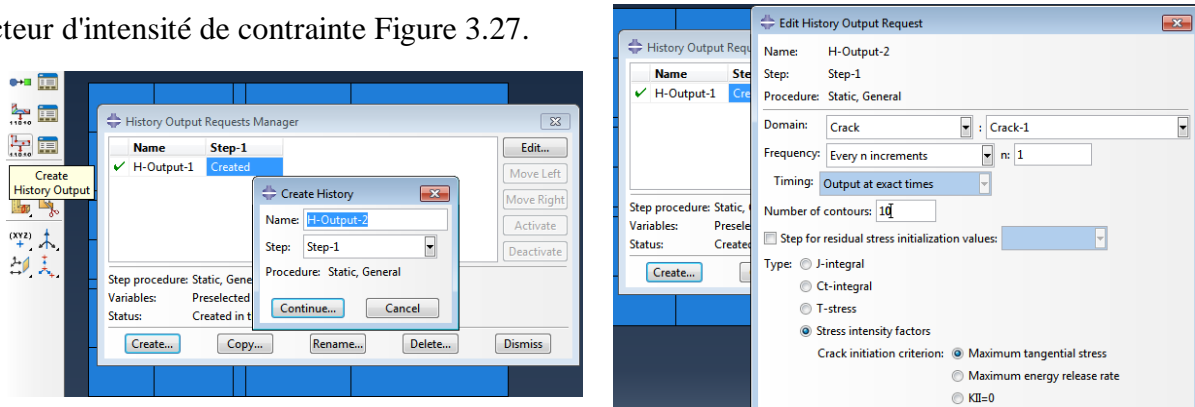 cteur d'intensité de contrainte Figure 3.27.
History Output Requests Manager
Name Step-1
H-Output-1 Created
Edit...
Move Left
Move Right
Activate
Deactivate
Create
History Output
(XYZ)
Create History
Name: H-Output-2
Step: Step-1
Procedure: Static, General
Continue... Cancel
Step procedure: Static, Gene
Variables: Preselected
Status: Created in t
Create... Copy... Rename... Delete... Dismiss
History Output Requ
Name Ste
H-Output-1 Cre
Step procedure: Static, 
Variables: Presele
Status: Created
Create...
Edit History Output Request
Name: H-Output-2
Step: Step-1
Procedure: Static, General
Domain: Crack : Crack-1
Frequency: Every n increments n: 1
Timing: Output at exact times
Number of contours: 10
Step for residual stress initialization values:
Type: J-integral
Ct-integral
T-stress
Stress intensity factors
Crack initiation criterion: Maximum tangential stress
Maximum energy release rate
KII=0